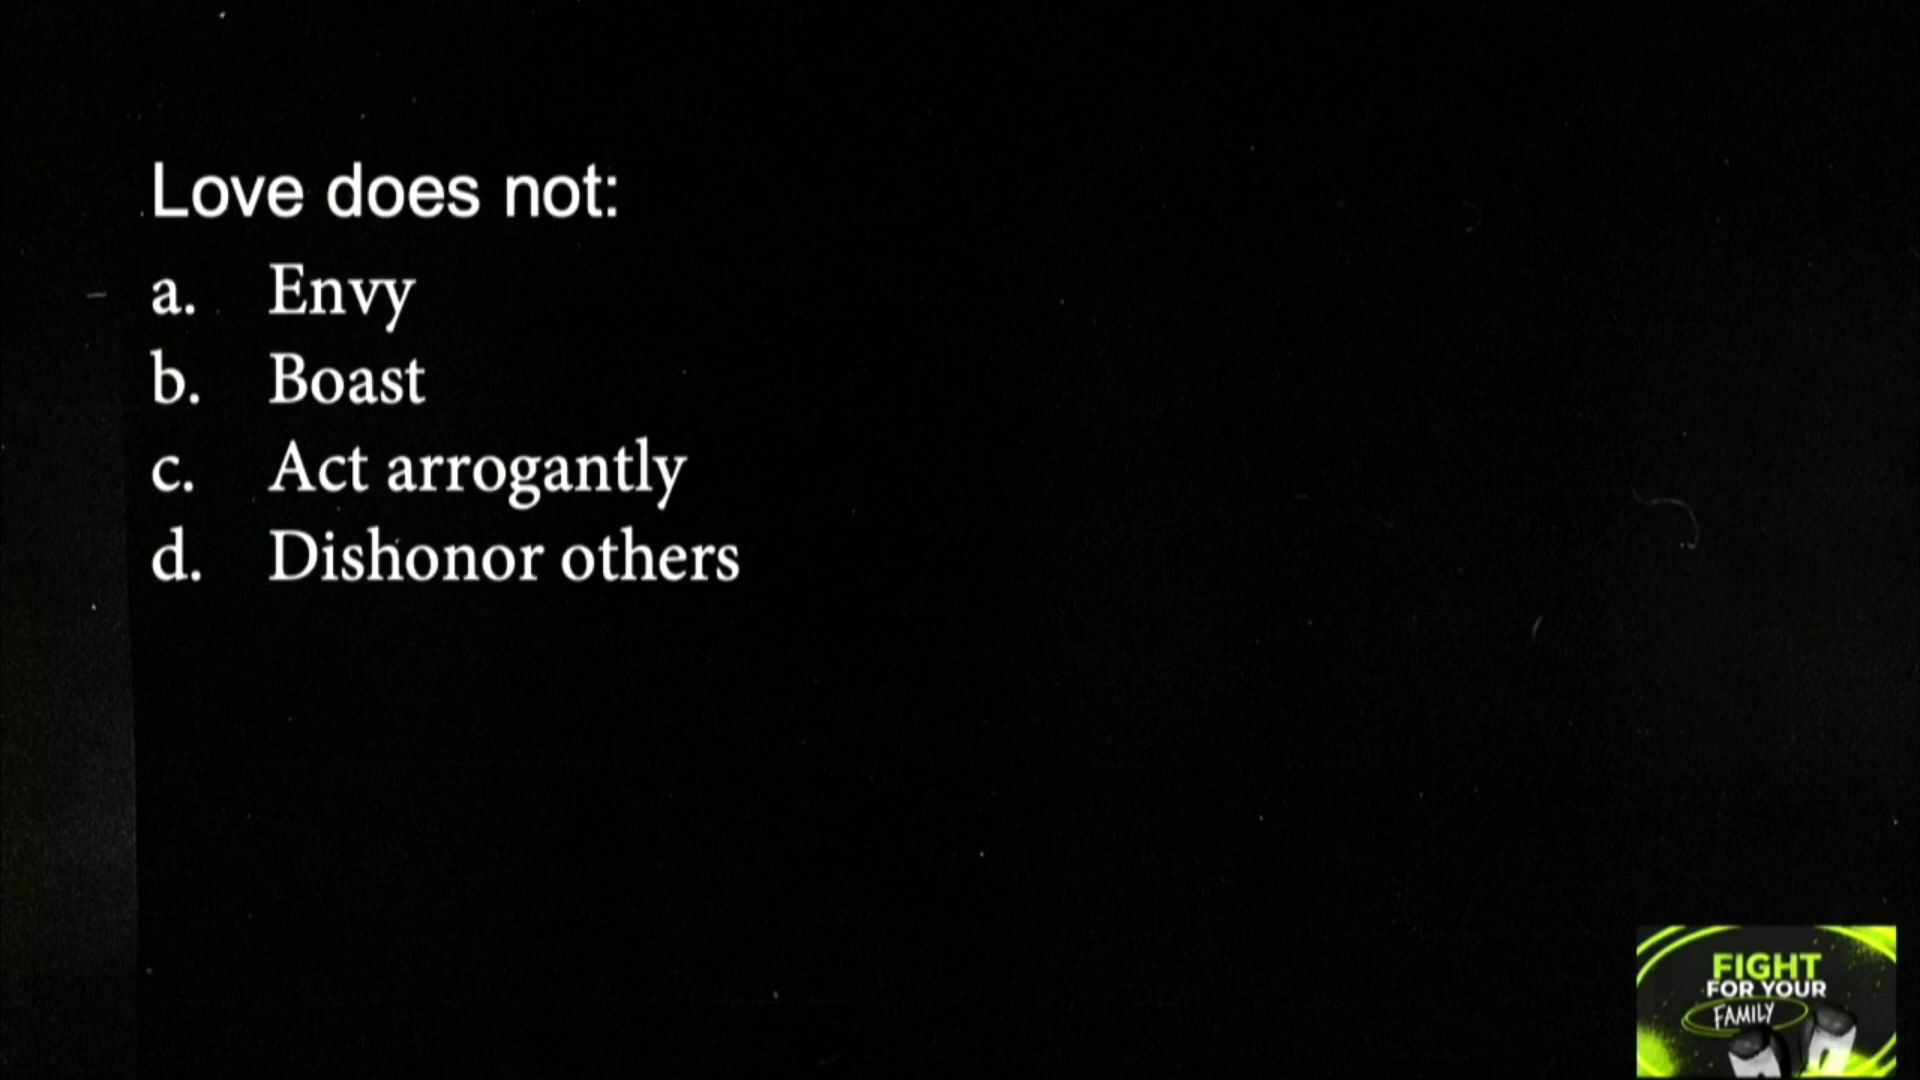 Love does not:
a. Envy
b. Boast
c. Act arrogantly
d. Dishonor others
FIGHT
FOR YOUR
FAMILY